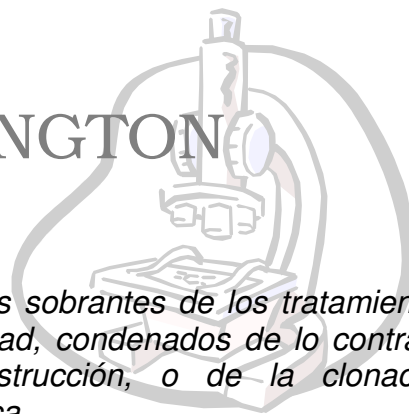 NGTON
s sobrantes de los tratamien
ad, condenados de lo contra
strucción, o de la clonac